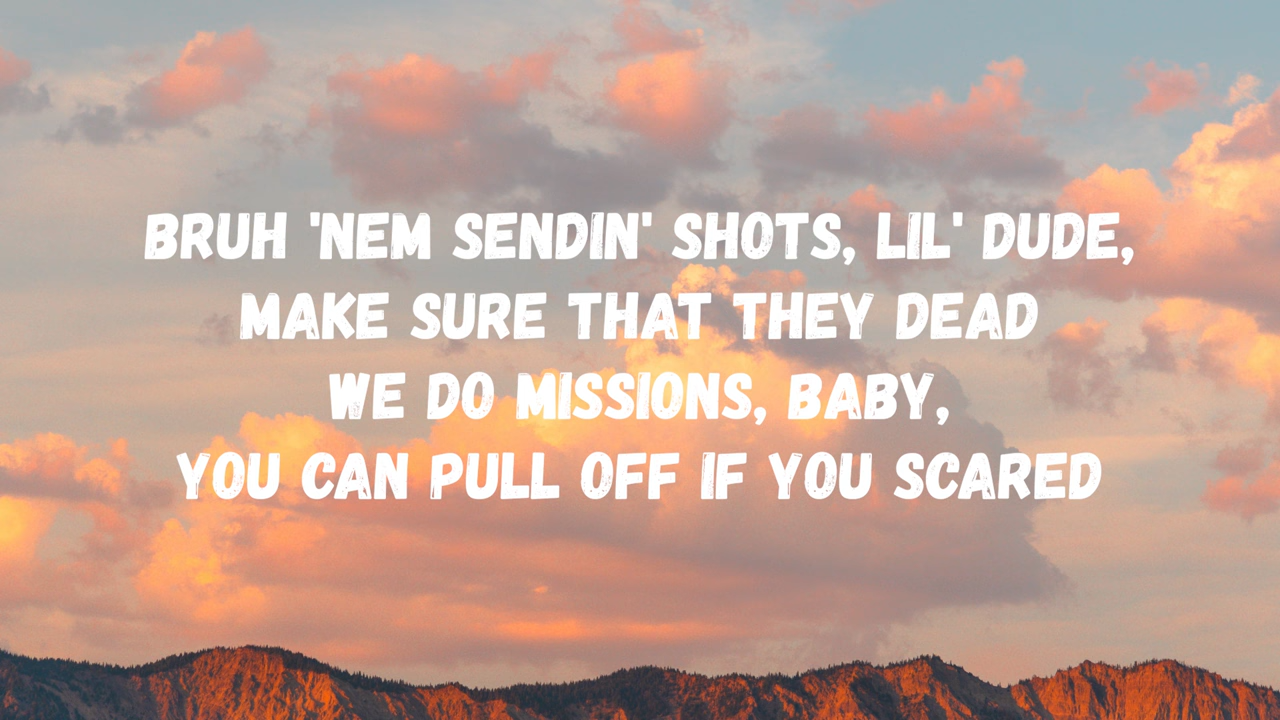 BRUH 'NEM SENDIN' SHOTS, LIL' DUDE,
MAKE SURE THAT THEY DEAD
WE DO MISSIONS, BABY,
YOU CAN PULL OFF IF YOU SCARED